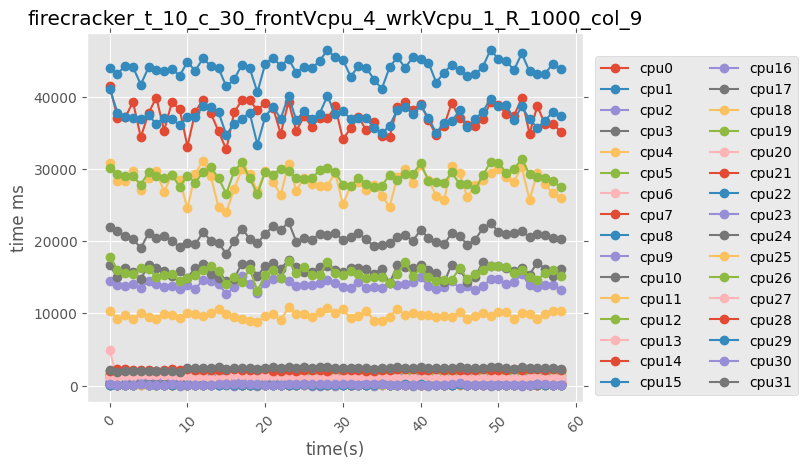 firecracker_t_10_c_30_frontVcpu_4_wrkVcpu_1_R_1000_col_9
time ms
40000
30000
20000
10000
0
0
10
20
30
40
50
60
time(s)
cpu0
cpu1
cpu2
cpu3
cpu4
cpu5
cpu6
cpu7
cpu8
cpu9
cpu10
cpu11
cpu12
cpu13
cpu14
cpu15
cpu16
cpu17
cpu18
cpu19
cpu20
cpu21
cpu22
cpu23
cpu24
cpu25
cpu26
cpu27
cpu28
cpu29
cpu30
cpu31